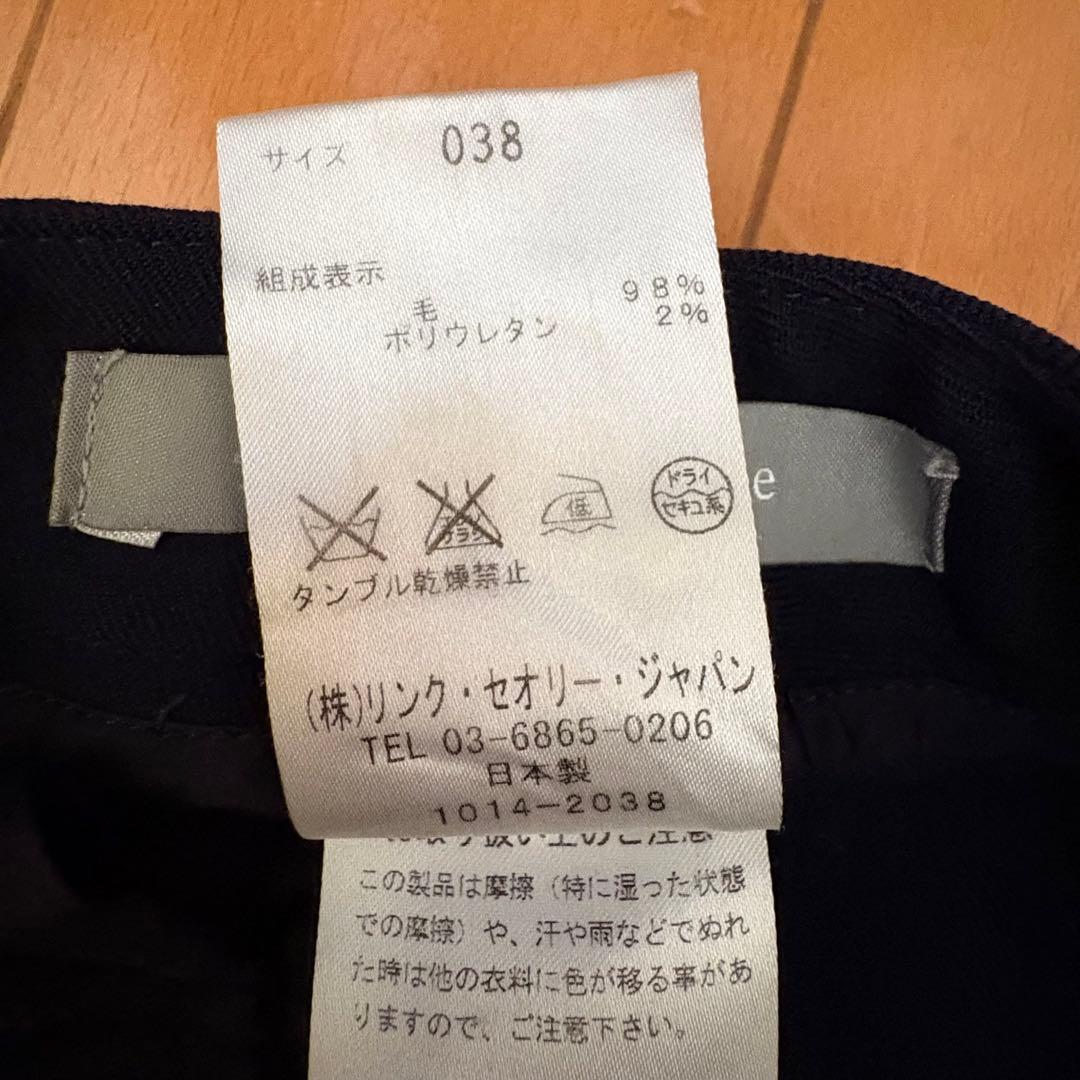 サイズ 038
組成表示
毛 98%
ポリウレタン 2%
低
ドライ
セキユ系
タンブル乾燥禁止
(株)リンク・セオリー・ジャパン
TEL 03-6865-0206
日本製
1014-2038
e
この製品は摩擦(特に湿った状態
での摩擦)や、汗や雨などでぬれ
た時は他の衣料に色が移る事があ
りますので、ご注意下さい。